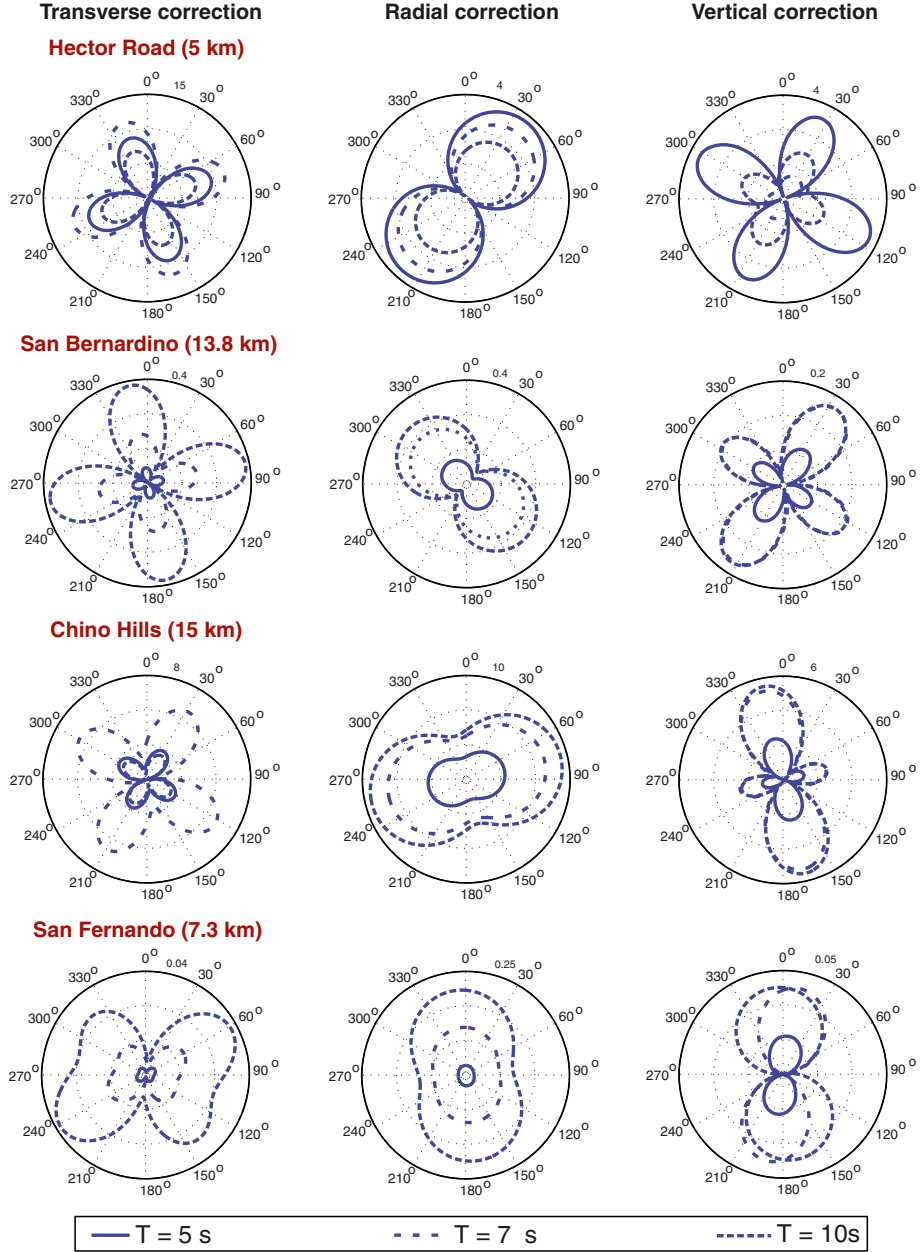 Transverse correction Radial correction Vertical correction
Hector Road (5 km)
0° 15 30° 60° 90° 120° 150° 180° 210° 240° 270° 300° 330°
0° 4 30° 60° 90° 120° 150° 180° 210° 240° 270° 300° 330°
0° 4 30° 60° 90° 120° 150° 180° 210° 240° 270° 300° 330°
San Bernardino (13.8 km)
0° 0.4 30° 60° 90° 120° 150° 180° 210° 240° 270° 300° 330°
0° 0.4 30° 60° 90° 120° 150° 180° 210° 240° 270° 300° 330°
0° 0.2 30° 60° 90° 120° 150° 180° 210° 240° 270° 300° 330°
Chino Hills (15 km)
0° 8 30° 60° 90° 120° 150° 180° 210° 240° 270° 300° 330°
0° 10 30° 60° 90° 120° 150° 180° 210° 240° 270° 300° 330°
0° 6 30° 60° 90° 120° 150° 180° 210° 240° 270° 300° 330°
San Fernando (7.3 km)
0° 0.04 30° 60° 90° 120° 150° 180° 210° 240° 270° 300° 330°
0° 0.25 30° 60° 90° 120° 150° 180° 210° 240° 270° 300° 330°
0° 0.05 30° 60° 90° 120° 150° 180° 210° 240° 270° 300° 330°
T = 5 s T = 7 s T = 10s